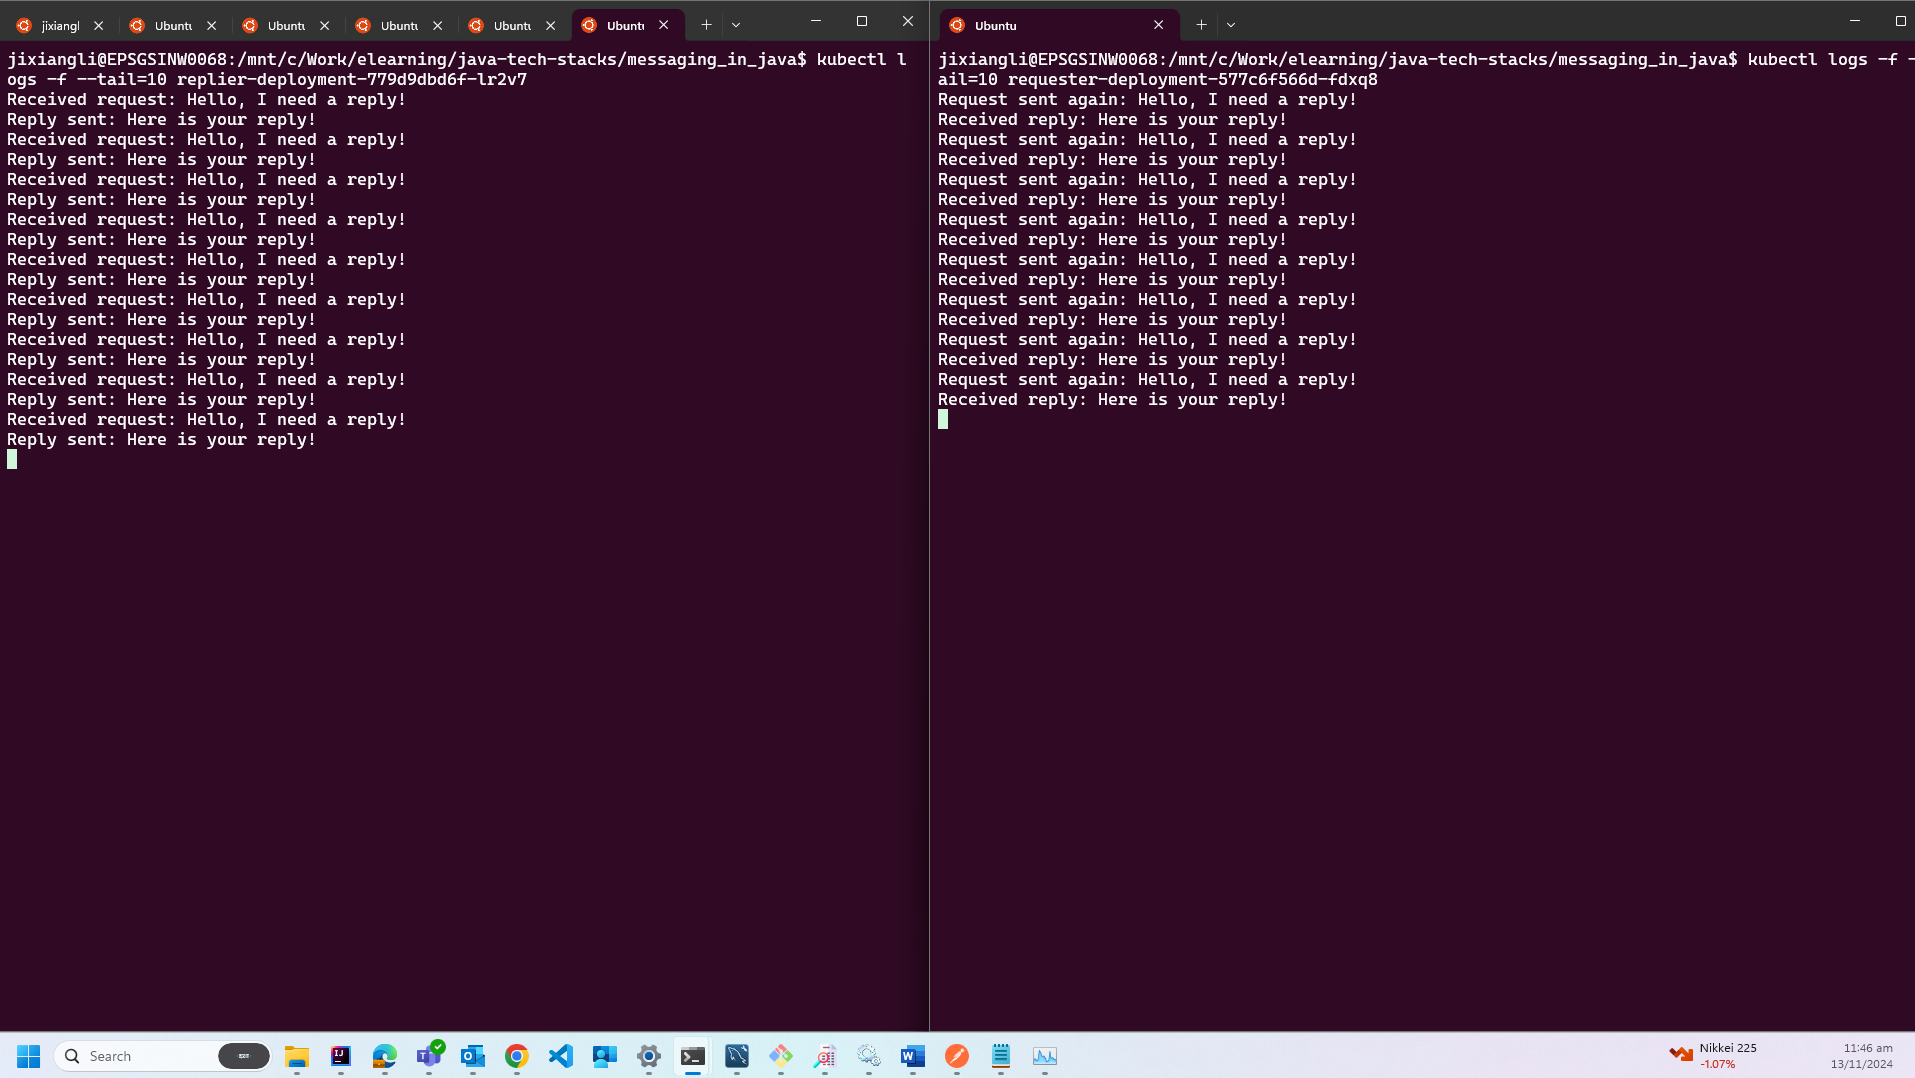 jixiangl
Ubuntu
Ubuntu
Ubuntu
Ubuntu
Ubuntu
jixiangli@EPSGSINW0068:/mnt/c/Work/elearning/java-tech-stacks/messaging_in_java$ kubectl l
ogs -f --tail=10 replier-deployment-779d9dbd6f-lr2v7
Received request: Hello, I need a reply!
Reply sent: Here is your reply!
Received request: Hello, I need a reply!
Reply sent: Here is your reply!
Received request: Hello, I need a reply!
Reply sent: Here is your reply!
Received request: Hello, I need a reply!
Reply sent: Here is your reply!
Received request: Hello, I need a reply!
Reply sent: Here is your reply!
Received request: Hello, I need a reply!
Reply sent: Here is your reply!
Received request: Hello, I need a reply!
Reply sent: Here is your reply!
Received request: Hello, I need a reply!
Reply sent: Here is your reply!
Received request: Hello, I need a reply!
Reply sent: Here is your reply!
Ubuntu
jixiangli@EPSGSINW0068:/mnt/c/Work/elearning/java-tech-stacks/messaging_in_java$ kubectl logs -f -
ail=10 requester-deployment-577c6f566d-fdxq8
Request sent again: Hello, I need a reply!
Received reply: Here is your reply!
Request sent again: Hello, I need a reply!
Received reply: Here is your reply!
Request sent again: Hello, I need a reply!
Received reply: Here is your reply!
Request sent again: Hello, I need a reply!
Received reply: Here is your reply!
Request sent again: Hello, I need a reply!
Received reply: Here is your reply!
Request sent again: Hello, I need a reply!
Received reply: Here is your reply!
Request sent again: Hello, I need a reply!
Received reply: Here is your reply!
Request sent again: Hello, I need a reply!
Received reply: Here is your reply!
Search
Nikkei 225
-1.07%
11:46 am
13/11/2024